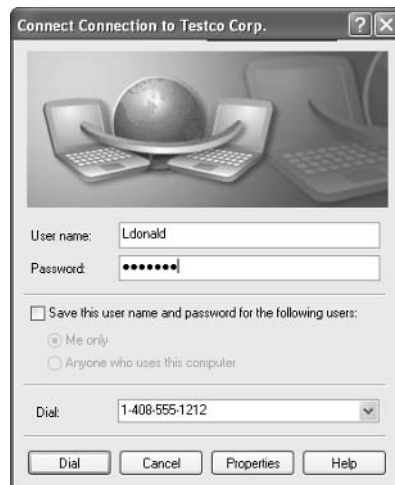 Connect Connection to Testco Corp.
User name: Ldonald
Password: •••••••
Save this user name and password for the following users:
Me only
Anyone who uses this computer
Dial: 1-408-555-1212
Dial Cancel Properties Help